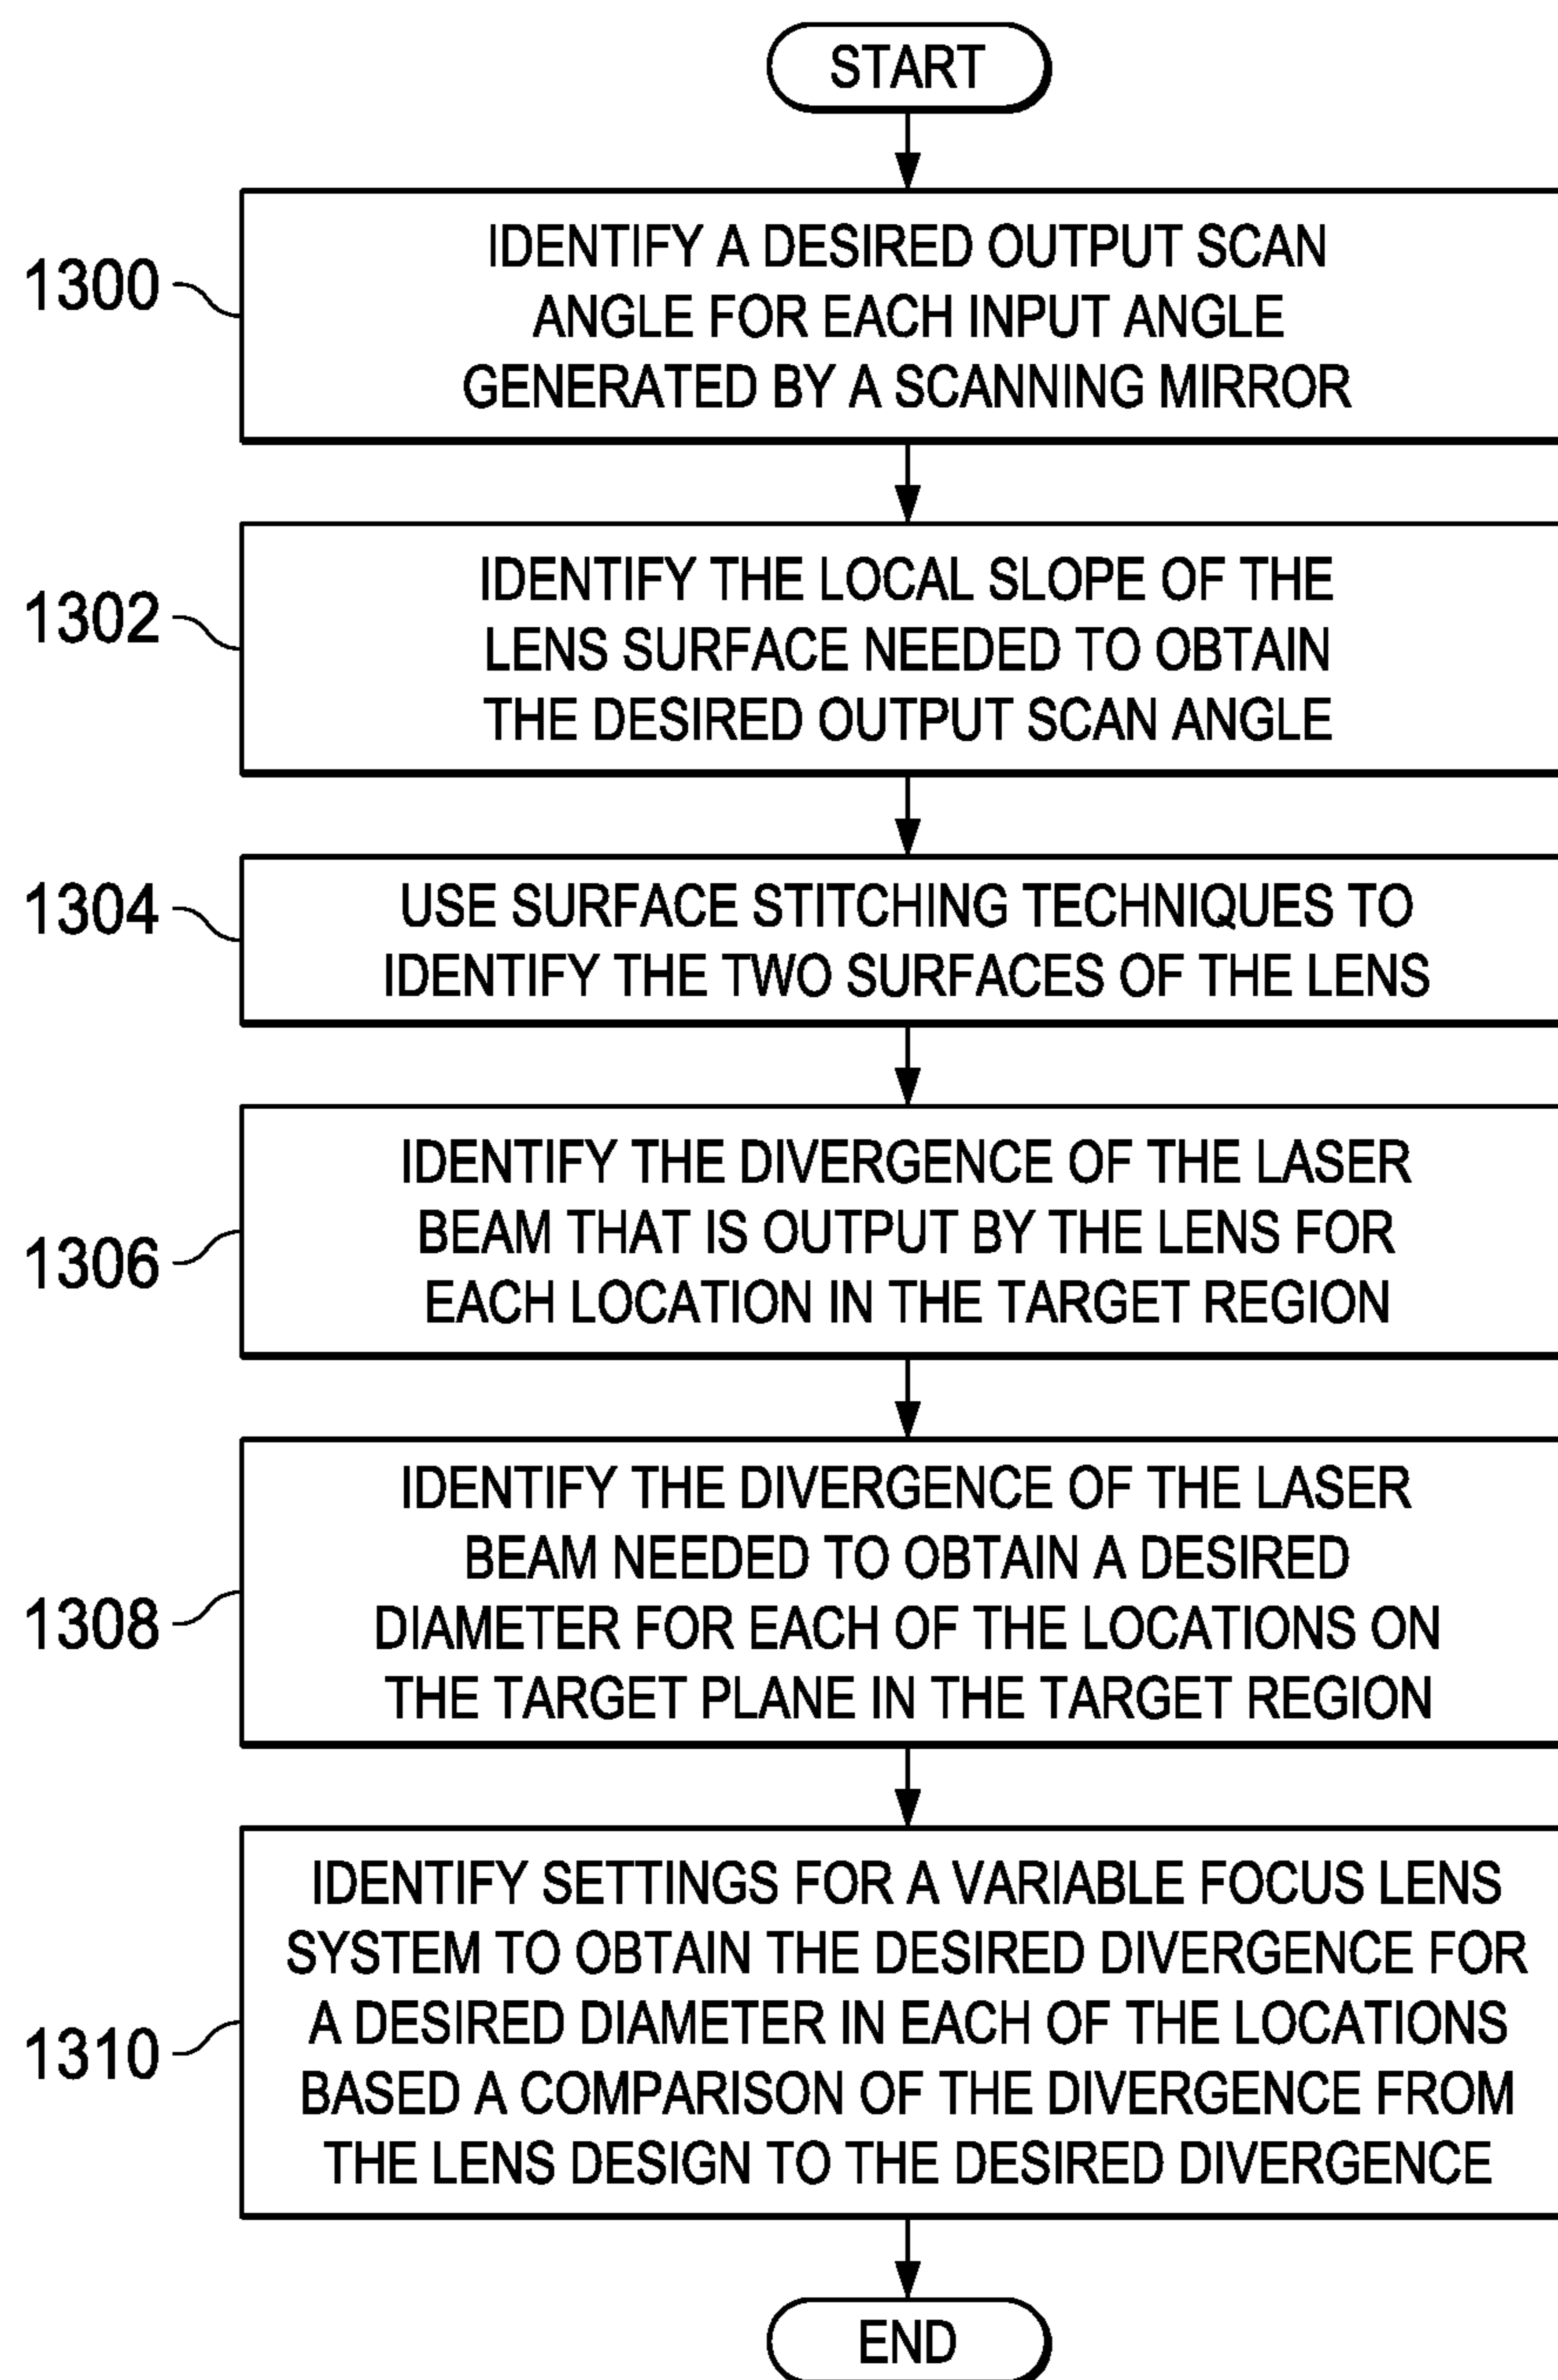 START
1300
IDENTIFY A DESIRED OUTPUT SCAN
ANGLE FOR EACH INPUT ANGLE
GENERATED BY A SCANNING MIRROR
1302
IDENTIFY THE LOCAL SLOPE OF THE
LENS SURFACE NEEDED TO OBTAIN
THE DESIRED OUTPUT SCAN ANGLE
1304
USE SURFACE STITCHING TECHNIQUES TO
IDENTIFY THE TWO SURFACES OF THE LENS
1306
IDENTIFY THE DIVERGENCE OF THE LASER
BEAM THAT IS OUTPUT BY THE LENS FOR
EACH LOCATION IN THE TARGET REGION
1308
IDENTIFY THE DIVERGENCE OF THE LASER
BEAM NEEDED TO OBTAIN A DESIRED
DIAMETER FOR EACH OF THE LOCATIONS ON
THE TARGET PLANE IN THE TARGET REGION
1310
IDENTIFY SETTINGS FOR A VARIABLE FOCUS LENS
SYSTEM TO OBTAIN THE DESIRED DIVERGENCE FOR
A DESIRED DIAMETER IN EACH OF THE LOCATIONS
BASED A COMPARISON OF THE DIVERGENCE FROM
THE LENS DESIGN TO THE DESIRED DIVERGENCE
END